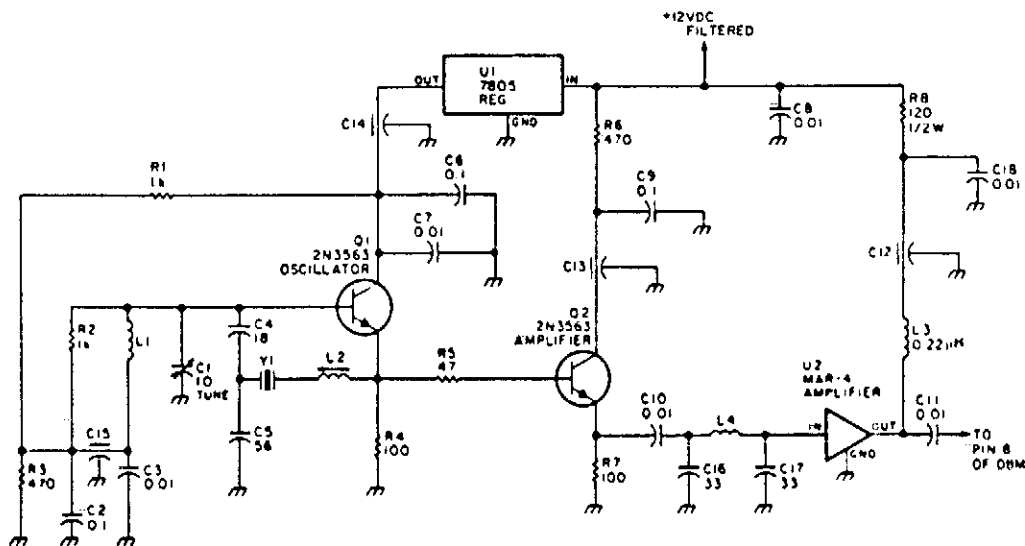 *12VDC
FILTERED
OUT
U1
7805
REG
IN
GND
C14
R6
470
C8
0.01
R8
120
1/2W
R1
1k
C6
0.1
C9
0.1
C18
0.01
C7
0.01
Q1
2N3563
OSCILLATOR
C13
C12
Q2
2N3563
AMPLIFIER
R2
1k
L1
C4
18
C1
10
TUNE
Y1
L2
R5
47
L3
0.22µH
U2
MAR-4
AMPLIFIER
C10
0.01
L4
IN
OUT
GND
C11
0.01
TO
PIN 8
OF DBM
C15
C5
56
R4
100
R3
470
C3
0.01
C2
0.1
R7
100
C16
33
C17
33